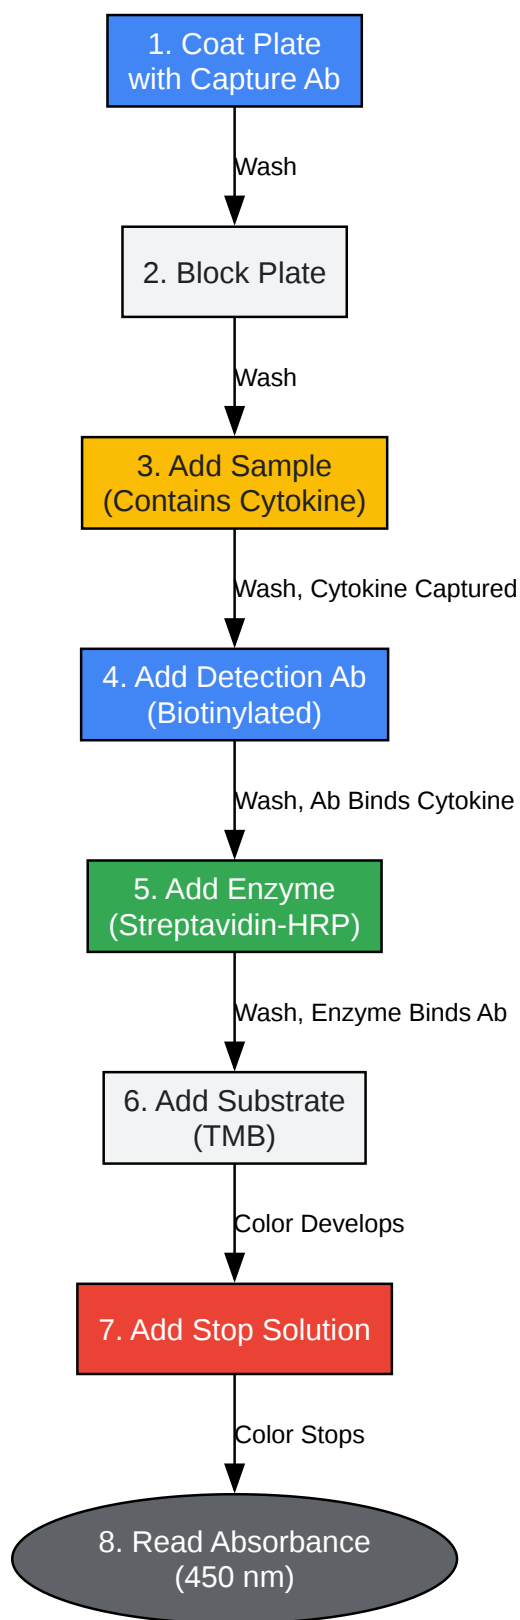 1. Coat Plate
with Capture Ab
Wash
2. Block Plate
Wash
3. Add Sample
(Contains Cytokine)
Wash, Cytokine Captured
4. Add Detection Ab
(Biotinylated)
Wash, Ab Binds Cytokine
5. Add Enzyme
(Streptavidin-HRP)
Wash, Enzyme Binds Ab
6. Add Substrate
(TMB)
Color Develops
7. Add Stop Solution
Color Stops
8. Read Absorbance
(450 nm)